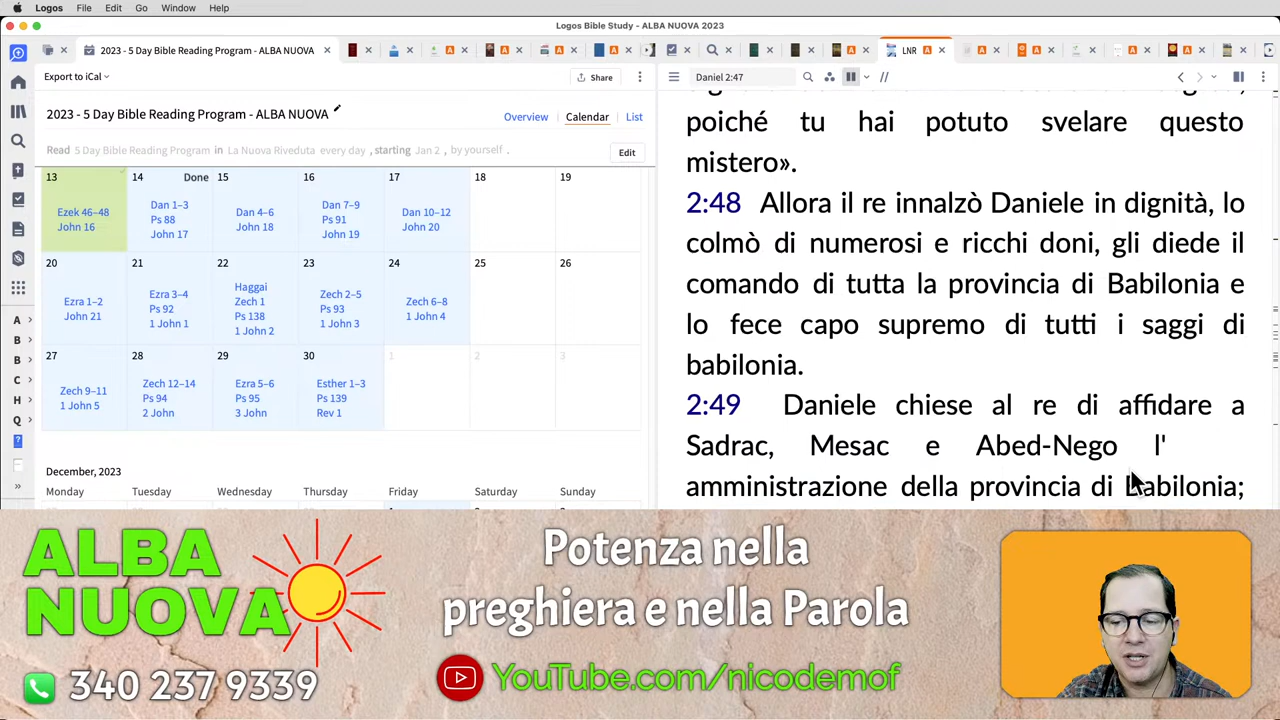 Logos File Edit Go Window Help
Logos Bible Study - ALBA NUOVA 2023
2023 - 5 Day Bible Reading Program - ALBA NUOVA
LNR
Export to iCal
Share
Daniel 2:47
2023 - 5 Day Bible Reading Program - ALBA NUOVA
Overview Calendar List
Read 5 Day Bible Reading Program in La Nuova Riveduta every day , starting Jan 2 , by yourself .
Edit
13 14 Done 15 16 17 18 19
Ezek 46–48
John 16
Dan 1–3
Ps 88
John 17
Dan 4–6
John 18
Dan 7–9
Ps 91
John 19
Dan 10–12
John 20
20 21 22 23 24 25 26
Ezra 1–2
John 21
Ezra 3–4
Ps 92
1 John 1
Haggai
Zech 1
Ps 138
1 John 2
Zech 2–5
Ps 93
1 John 3
Zech 6–8
1 John 4
27 28 29 30 1 2 3
Zech 9–11
1 John 5
Zech 12–14
Ps 94
2 John
Ezra 5–6
Ps 95
3 John
Esther 1–3
Ps 139
Rev 1
December, 2023
Monday Tuesday Wednesday Thursday Friday Saturday Sunday
A
B
B
C
H
Q
poiché tu hai potuto svelare questo
mistero».
2:48 Allora il re innalzò Daniele in dignità, lo
colmò di numerosi e ricchi doni, gli diede il
comando di tutta la provincia di Babilonia e
lo fece capo supremo di tutti i saggi di
babilonia.
2:49 Daniele chiese al re di affidare a
Sadrac, Mesac e Abed-Nego l'
amministrazione della provincia di Babilonia;
ALBA
NUOVA
340 237 9339
Potenza nella
preghiera e nella Parola
YouTube.com/nicodemof